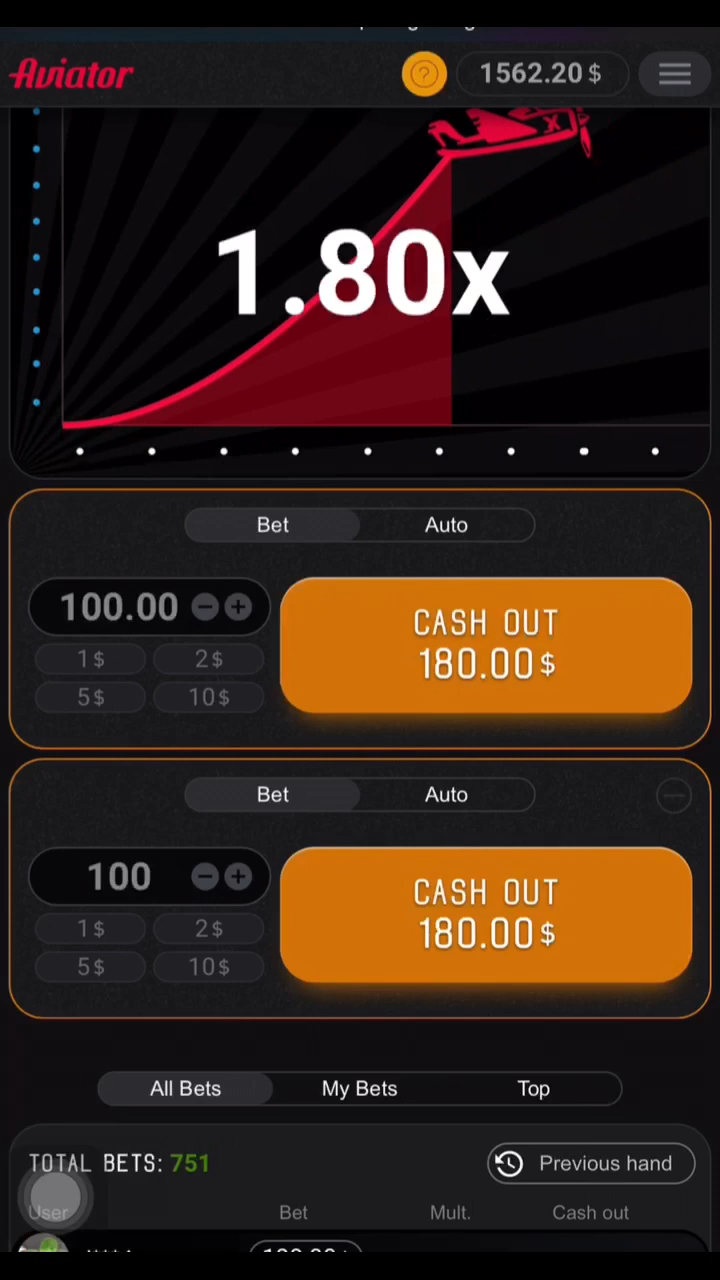 Aviator
1562.20 $
1.80x
Bet Auto
100.00
CASH OUT
180.00$
1$ 2$
5$ 10$
Bet Auto
100
CASH OUT
180.00$
1$ 2$
5$ 10$
All Bets My Bets Top
TOTAL BETS: 751
Previous hand
User Bet Mult. Cash out